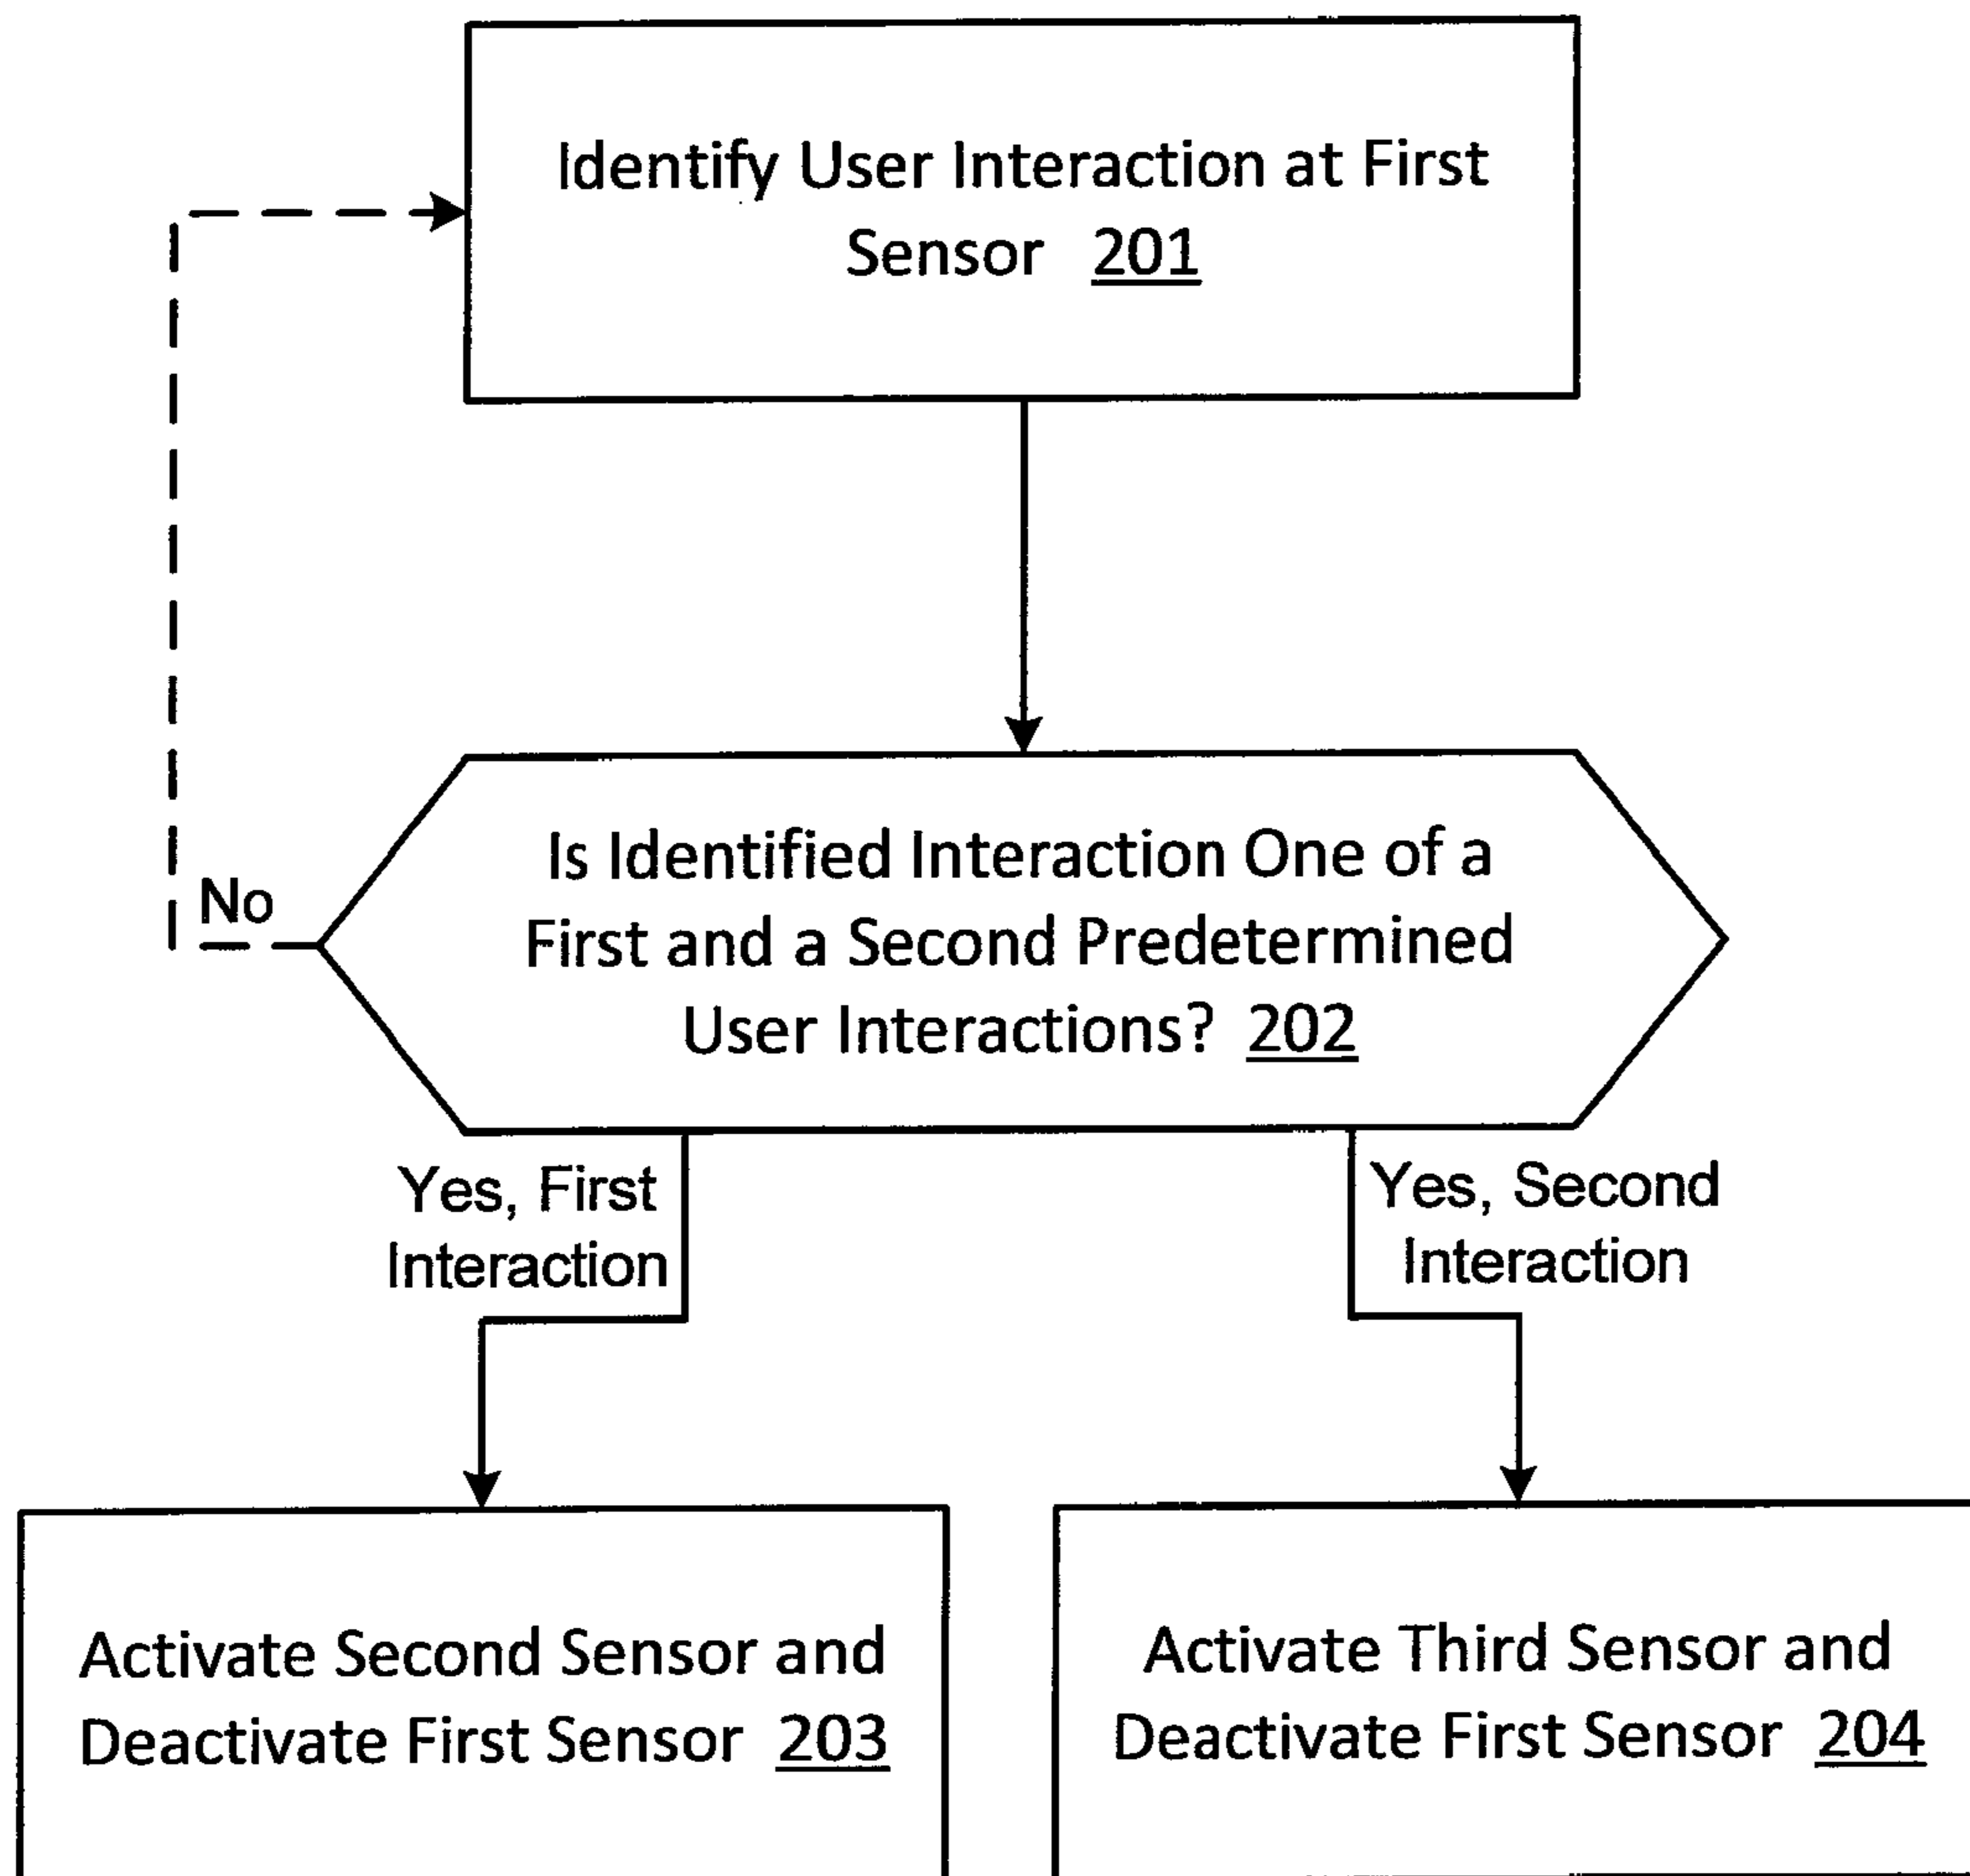 Identify User Interaction at First
Sensor 201
Is Identified Interaction One of a
First and a Second Predetermined
User Interactions? 202
No
Yes, First
Interaction
Yes, Second
Interaction
Activate Second Sensor and
Deactivate First Sensor 203
Activate Third Sensor and
Deactivate First Sensor 204